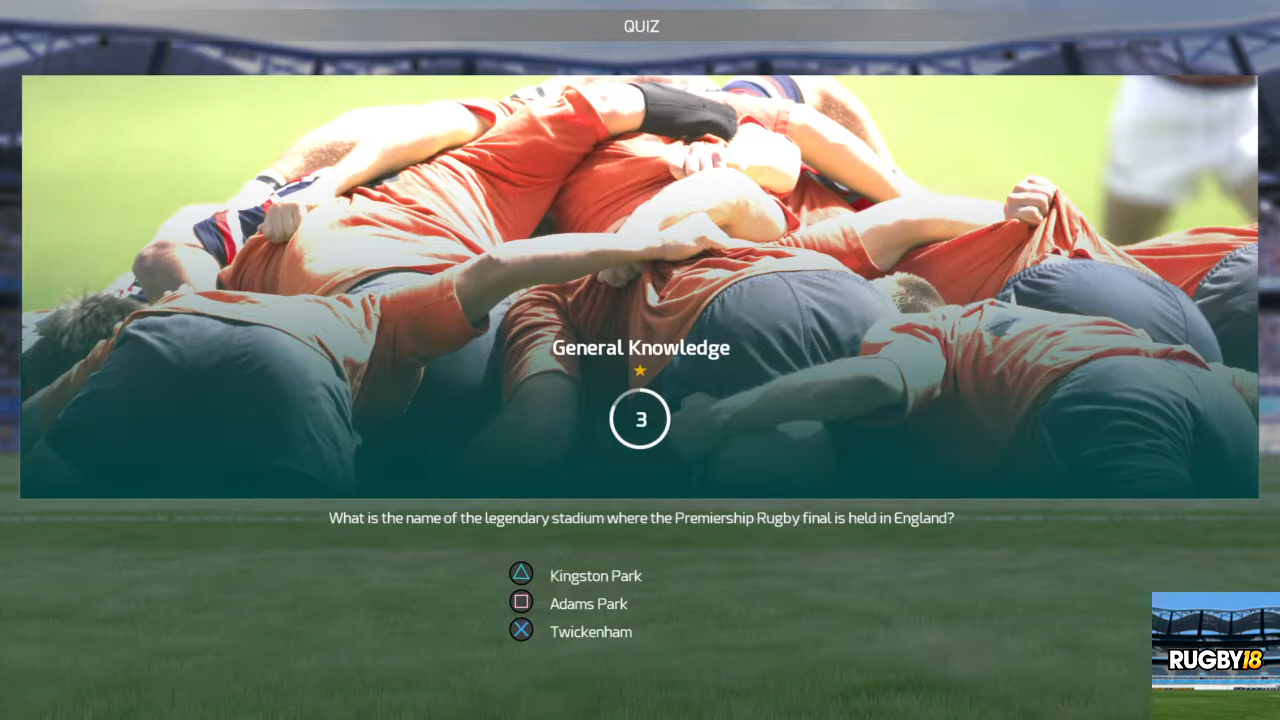 QUIZ
General Knowledge
3
What is the name of the legendary stadium where the Premiership Rugby final is held in England?
Kingston Park
Adams Park
Twickenham
RUGBY18